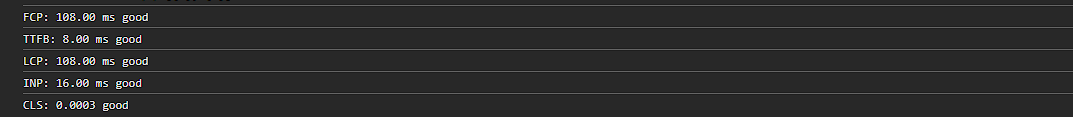 FCP: 108.00 ms good
TTFB: 8.00 ms good
LCP: 108.00 ms good
INP: 16.00 ms good
CLS: 0.0003 good